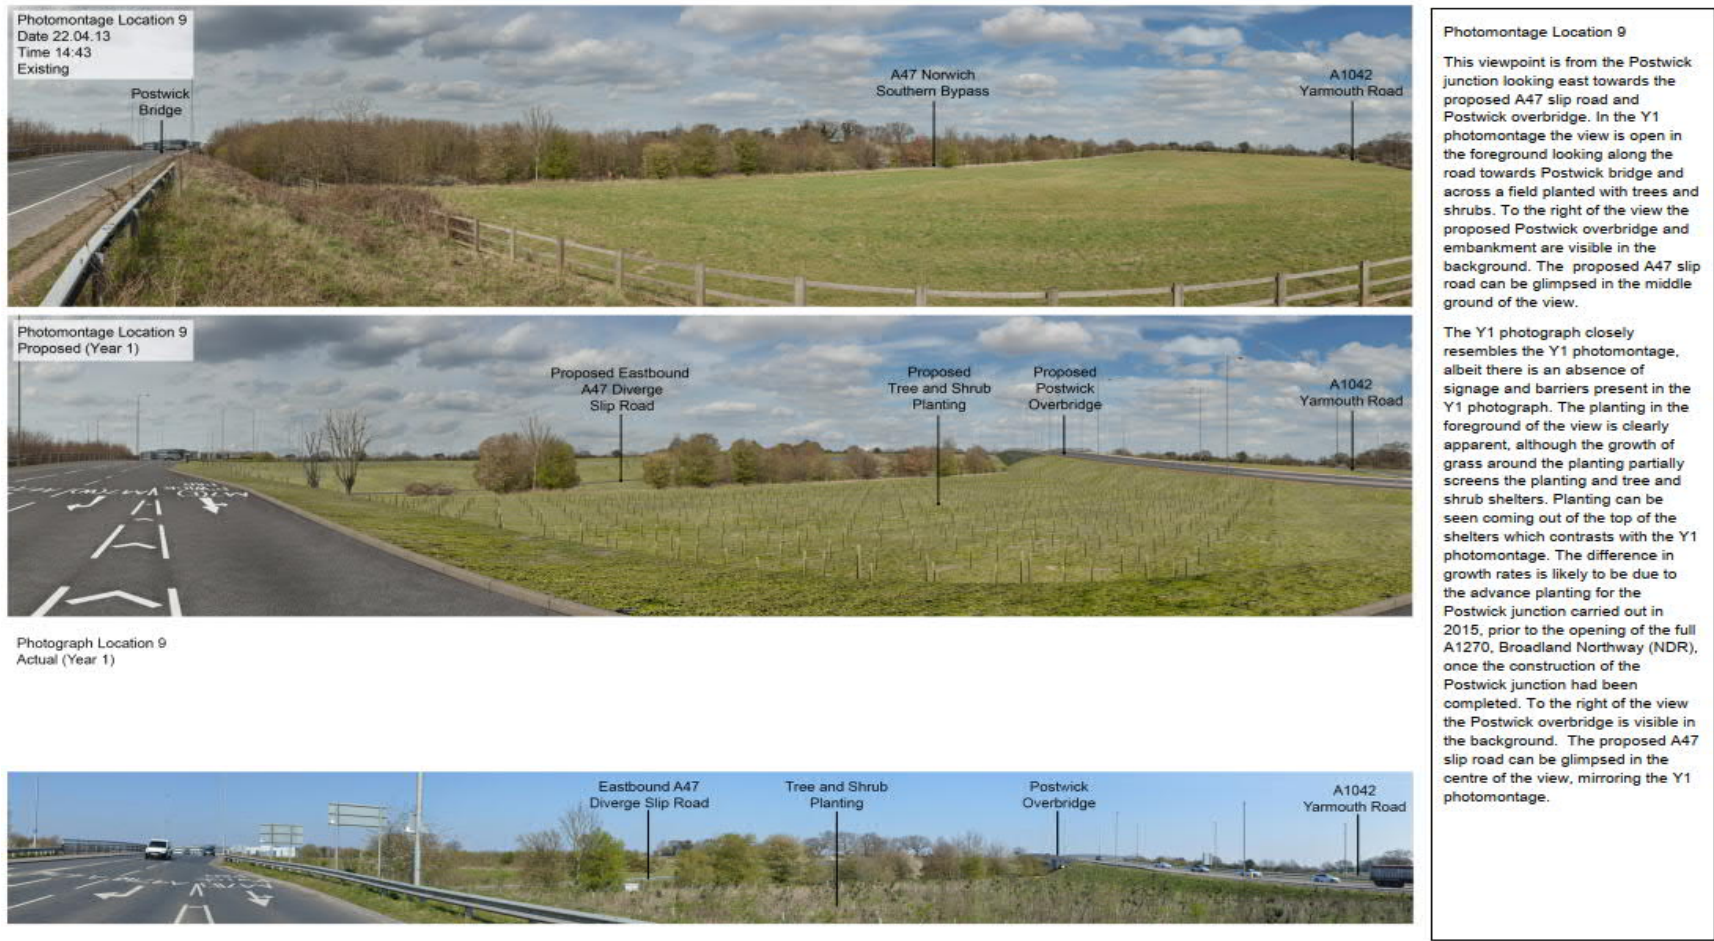 Photomontage Location 9
Date 22.04.13
Time 14:43
Existing
Postwick
Bridge
A47 Norwich
Southern Bypass
A1042
Yarmouth Road
Photomontage Location 9
Proposed (Year 1)
Proposed Eastbound
A47 Diverge
Slip Road
Proposed
Tree and Shrub
Planting
Proposed
Postwick
Overbridge
A1042
Yarmouth Road
Photograph Location 9
Actual (Year 1)
Eastbound A47
Diverge Slip Road
Tree and Shrub
Planting
Postwick
Overbridge
A1042
Yarmouth Road
Photomontage Location 9
This viewpoint is from the Postwick
junction looking east towards the
proposed A47 slip road and
Postwick overbridge. In the Y1
photomontage the view is open in
the foreground looking along the
road towards Postwick bridge and
across a field planted with trees and
shrubs. To the right of the view the
proposed Postwick overbridge and
embankment are visible in the
background. The  proposed A47 slip
road can be glimpsed in the middle
ground of the view.
The Y1 photograph closely
resembles the Y1 photomontage,
albeit there is an absence of
signage and barriers present in the
Y1 photograph. The planting in the
foreground of the view is clearly
apparent, although the growth of
grass around the planting partially
screens the planting and tree and
shrub shelters. Planting can be
seen coming out of the top of the
shelters which contrasts with the Y1
photomontage. The difference in
growth rates is likely to be due to
the advance planting for the
Postwick junction carried out in
2015, prior to the opening of the full
A1270, Broadland Northway (NDR),
once the construction of the
Postwick junction had been
completed. To the right of the view
the Postwick overbridge is visible in
the background.  The proposed A47
slip road can be glimpsed in the
centre of the view, mirroring the Y1
photomontage.